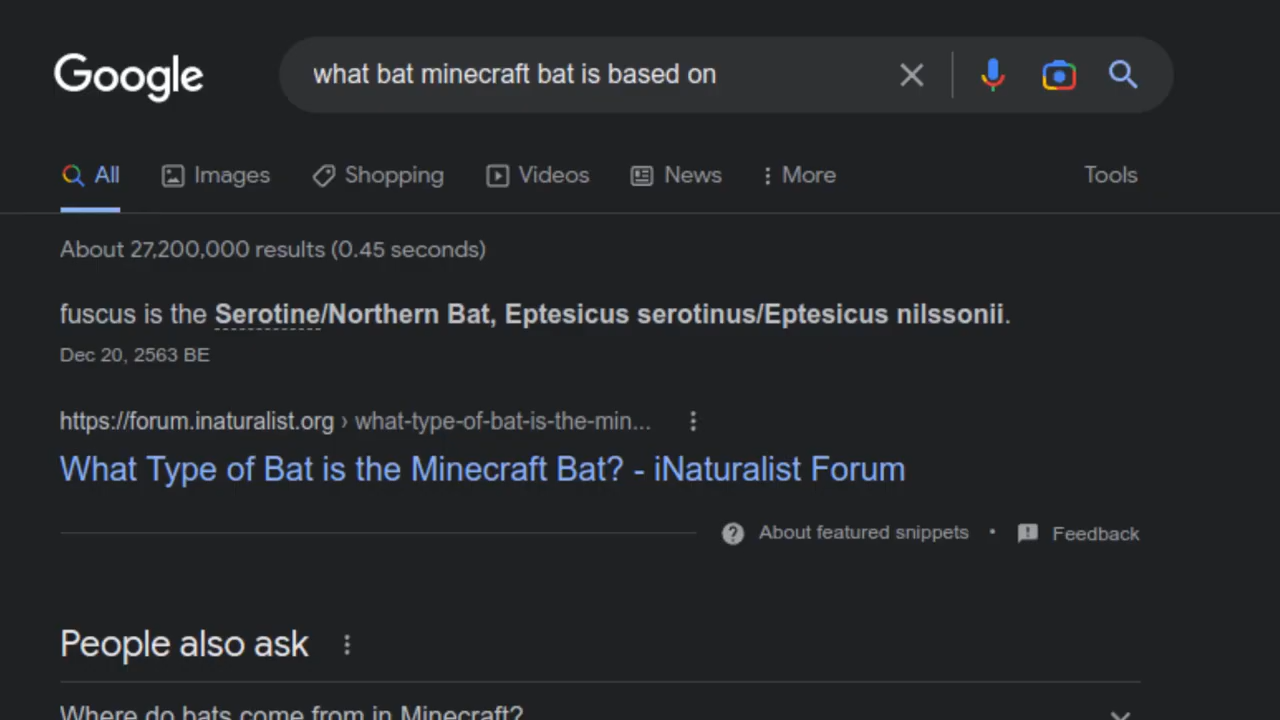 Google
what bat minecraft bat is based on
All Images Shopping Videos News More Tools
About 27,200,000 results (0.45 seconds)
fuscus is the Serotine/Northern Bat, Eptesicus serotinus/Eptesicus nilssonii.
Dec 20, 2563 BE
https://forum.inaturalist.org › what-type-of-bat-is-the-min...
What Type of Bat is the Minecraft Bat? - iNaturalist Forum
About featured snippets • Feedback
People also ask
Where do bats come from in Minecraft?